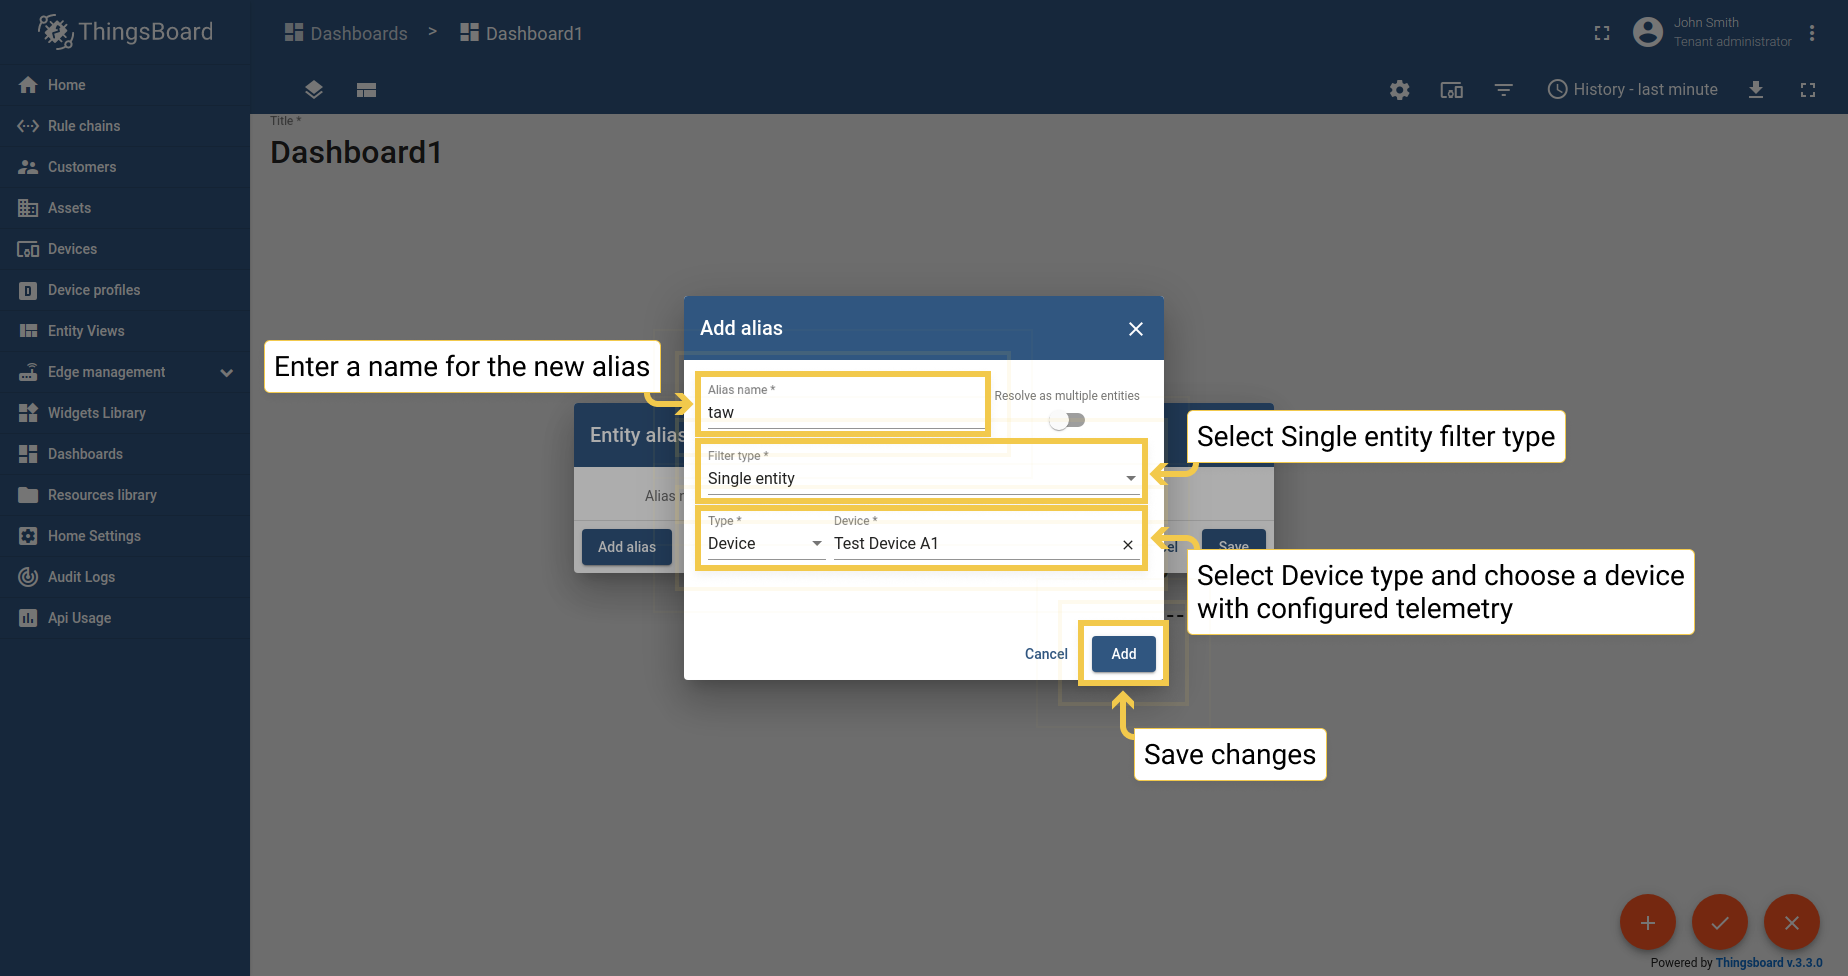 ThingsBoard
Dashboards > Dashboard1
John Smith
Tenant administrator
History - last minute
Home
Rule chains
Customers
Assets
Devices
Device profiles
Entity Views
Edge management
Widgets Library
Dashboards
Resources library
Home Settings
Audit Logs
Api Usage
Title *
Dashboard1
Add alias
Enter a name for the new alias
Alias name *
taw
Resolve as multiple entities
Select Single entity filter type
Entity alias
Filter type *
Single entity
Alias
Type * Device *
Device Test Device A1
Add alias
Save
Select Device type and choose a device
with configured telemetry
Cancel Add
Save changes
Powered by Thingsboard v.3.3.0